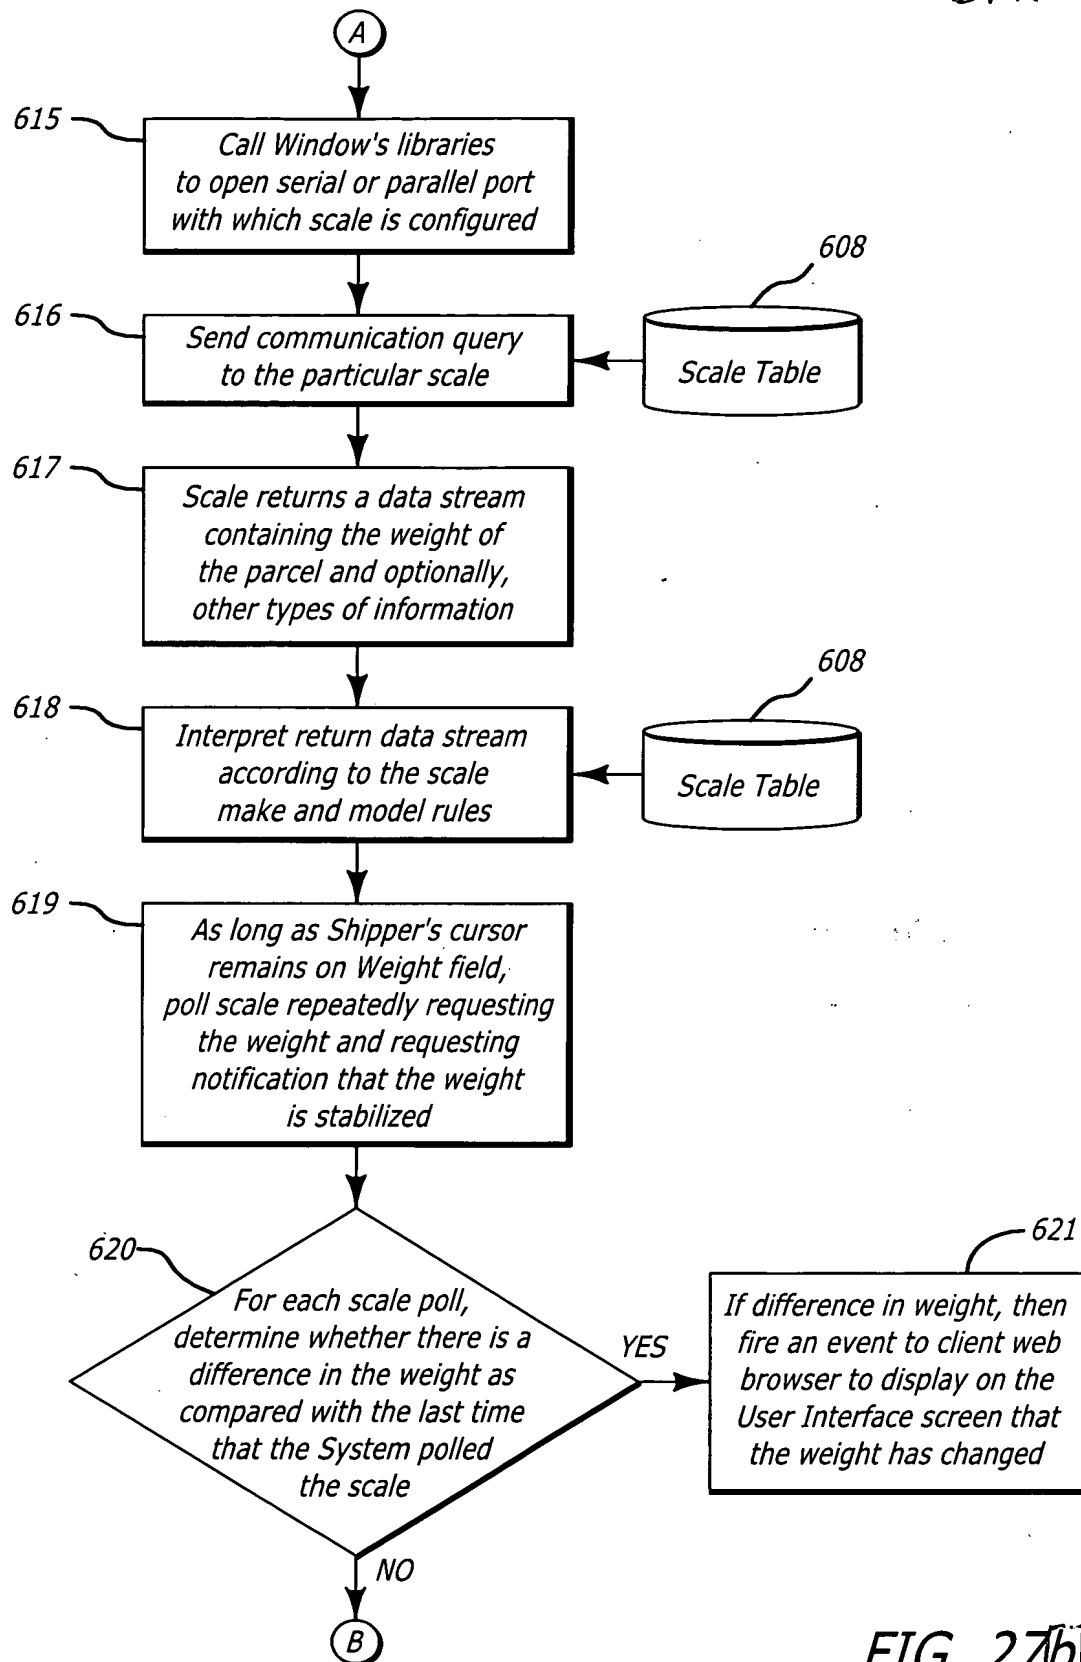 A
615
Call Window's libraries
to open serial or parallel port
with which scale is configured
608
616
Send communication query
to the particular scale
Scale Table
617
Scale returns a data stream
containing the weight of
the parcel and optionally,
other types of information
608
618
Interpret return data stream
according to the scale
make and model rules
Scale Table
619
As long as Shipper's cursor
remains on Weight field,
poll scale repeatedly requesting
the weight and requesting
notification that the weight
is stabilized
620
For each scale poll,
determine whether there is a
difference in the weight as
compared with the last time
that the System polled
the scale
YES
621
If difference in weight, then
fire an event to client web
browser to display on the
User Interface screen that
the weight has changed
NO
B
FIG. 27b